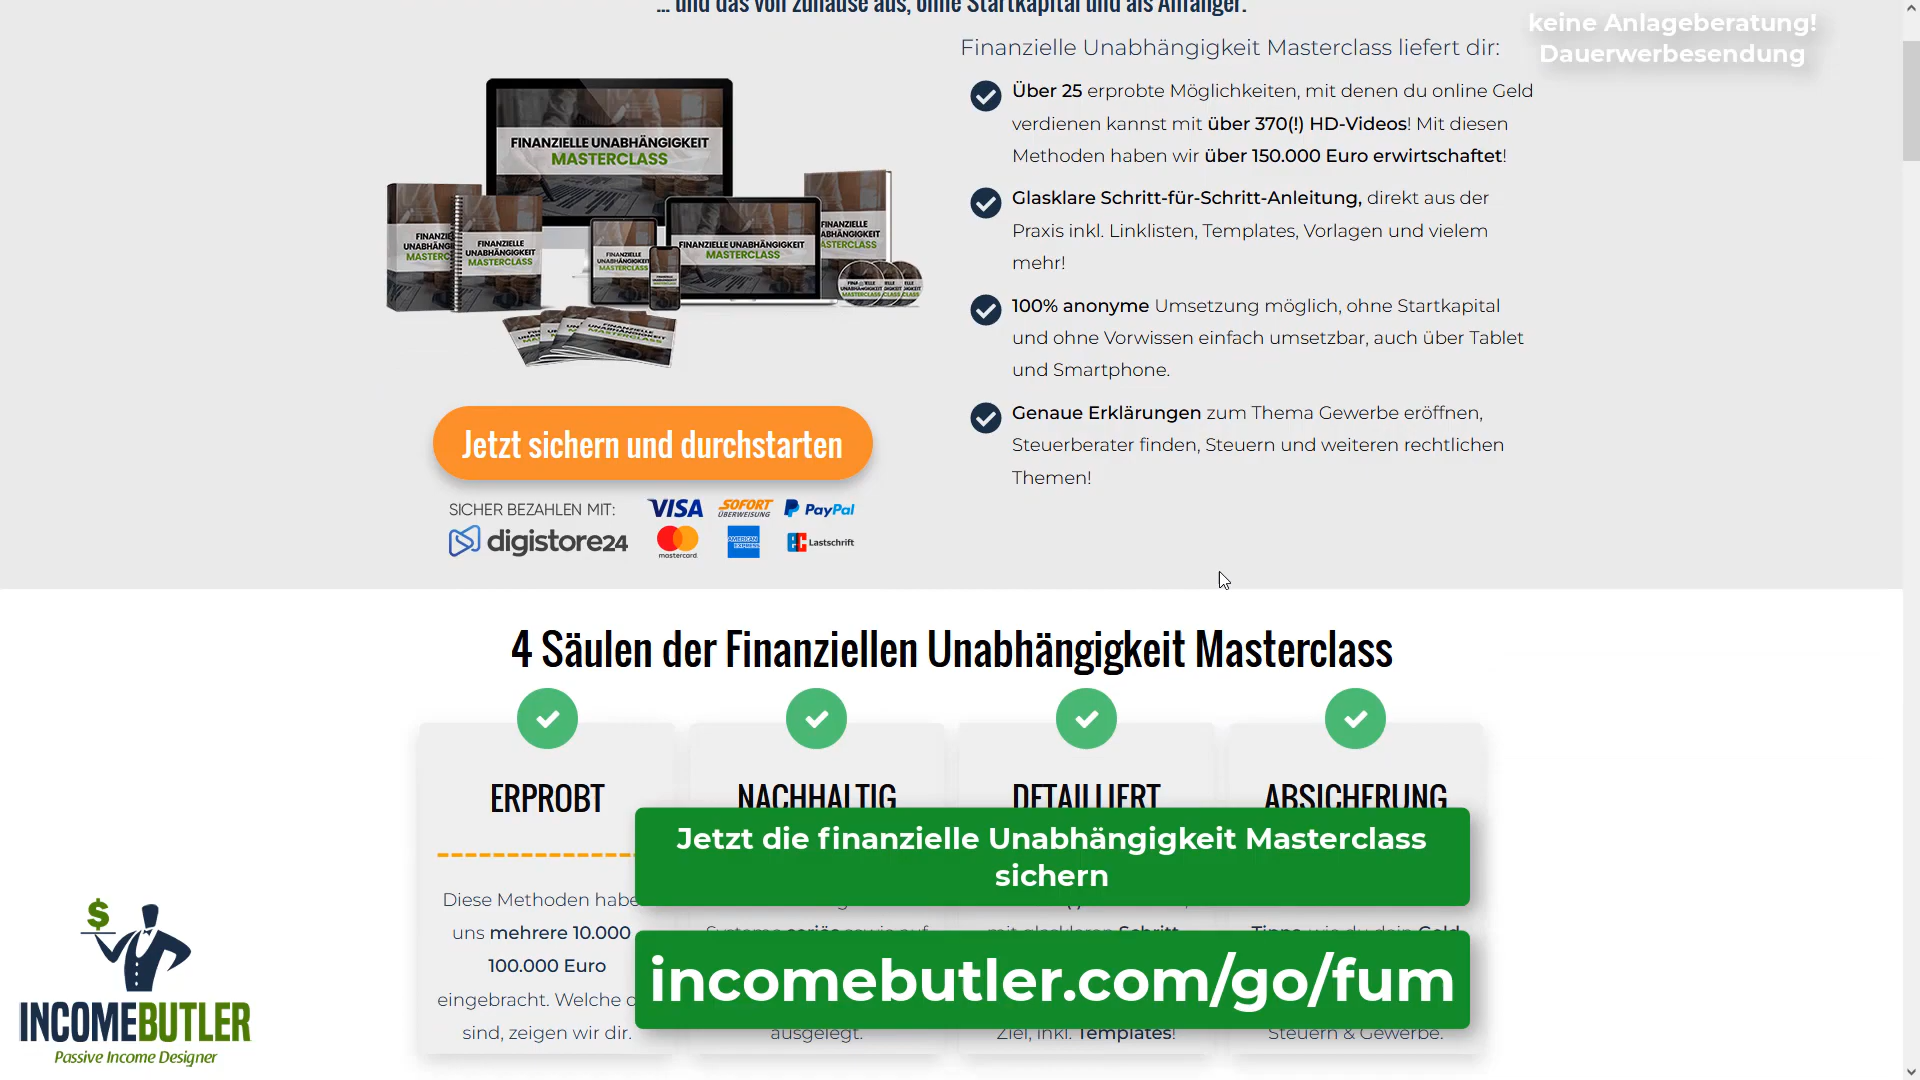 ... und das von zuhause aus, ohne Startkapital und als Anfänger.
keine Anlageberatung!
Dauerwerbesendung
Finanzielle Unabhängigkeit Masterclass liefert dir:
Über 25 erprobte Möglichkeiten, mit denen du online Geld
verdienen kannst mit über 370(!) HD-Videos! Mit diesen
Methoden haben wir über 150.000 Euro erwirtschaftet!
Glasklare Schritt-für-Schritt-Anleitung, direkt aus der
Praxis inkl. Linklisten, Templates, Vorlagen und vielem
mehr!
100% anonyme Umsetzung möglich, ohne Startkapital
und ohne Vorwissen einfach umsetzbar, auch über Tablet
und Smartphone.
Genaue Erklärungen zum Thema Gewerbe eröffnen,
Steuerberater finden, Steuern und weiteren rechtlichen
Themen!
FINANZIELLE UNABHÄNGIGKEIT
MASTERCLASS
FINANZIELLE
UNABHÄNGIGKEIT
MASTERCLASS
FINANZIELLE UNABHÄNGIGKEIT
MASTERCLASS
Jetzt sichern und durchstarten
SICHER BEZAHLEN MIT:
VISA
SOFORT
ÜBERWEISUNG
PayPal
digistore24
mastercard
AMERICAN
EXPRESS
Lastschrift
4 Säulen der Finanziellen Unabhängigkeit Masterclass
ERPROBT
NACHHALTIG
DETAILLIERT
ABSICHERUNG
Jetzt die finanzielle Unabhängigkeit Masterclass
sichern
Diese Methoden habe
uns mehrere 10.000
100.000 Euro
eingebracht. Welche
sind, zeigen wir dir.
incomebutler.com/go/fum
ausgelegt.
Ziel, inkl. Templates!
Steuern & Gewerbe.
$
INCOMEBUTLER
Passive Income Designer